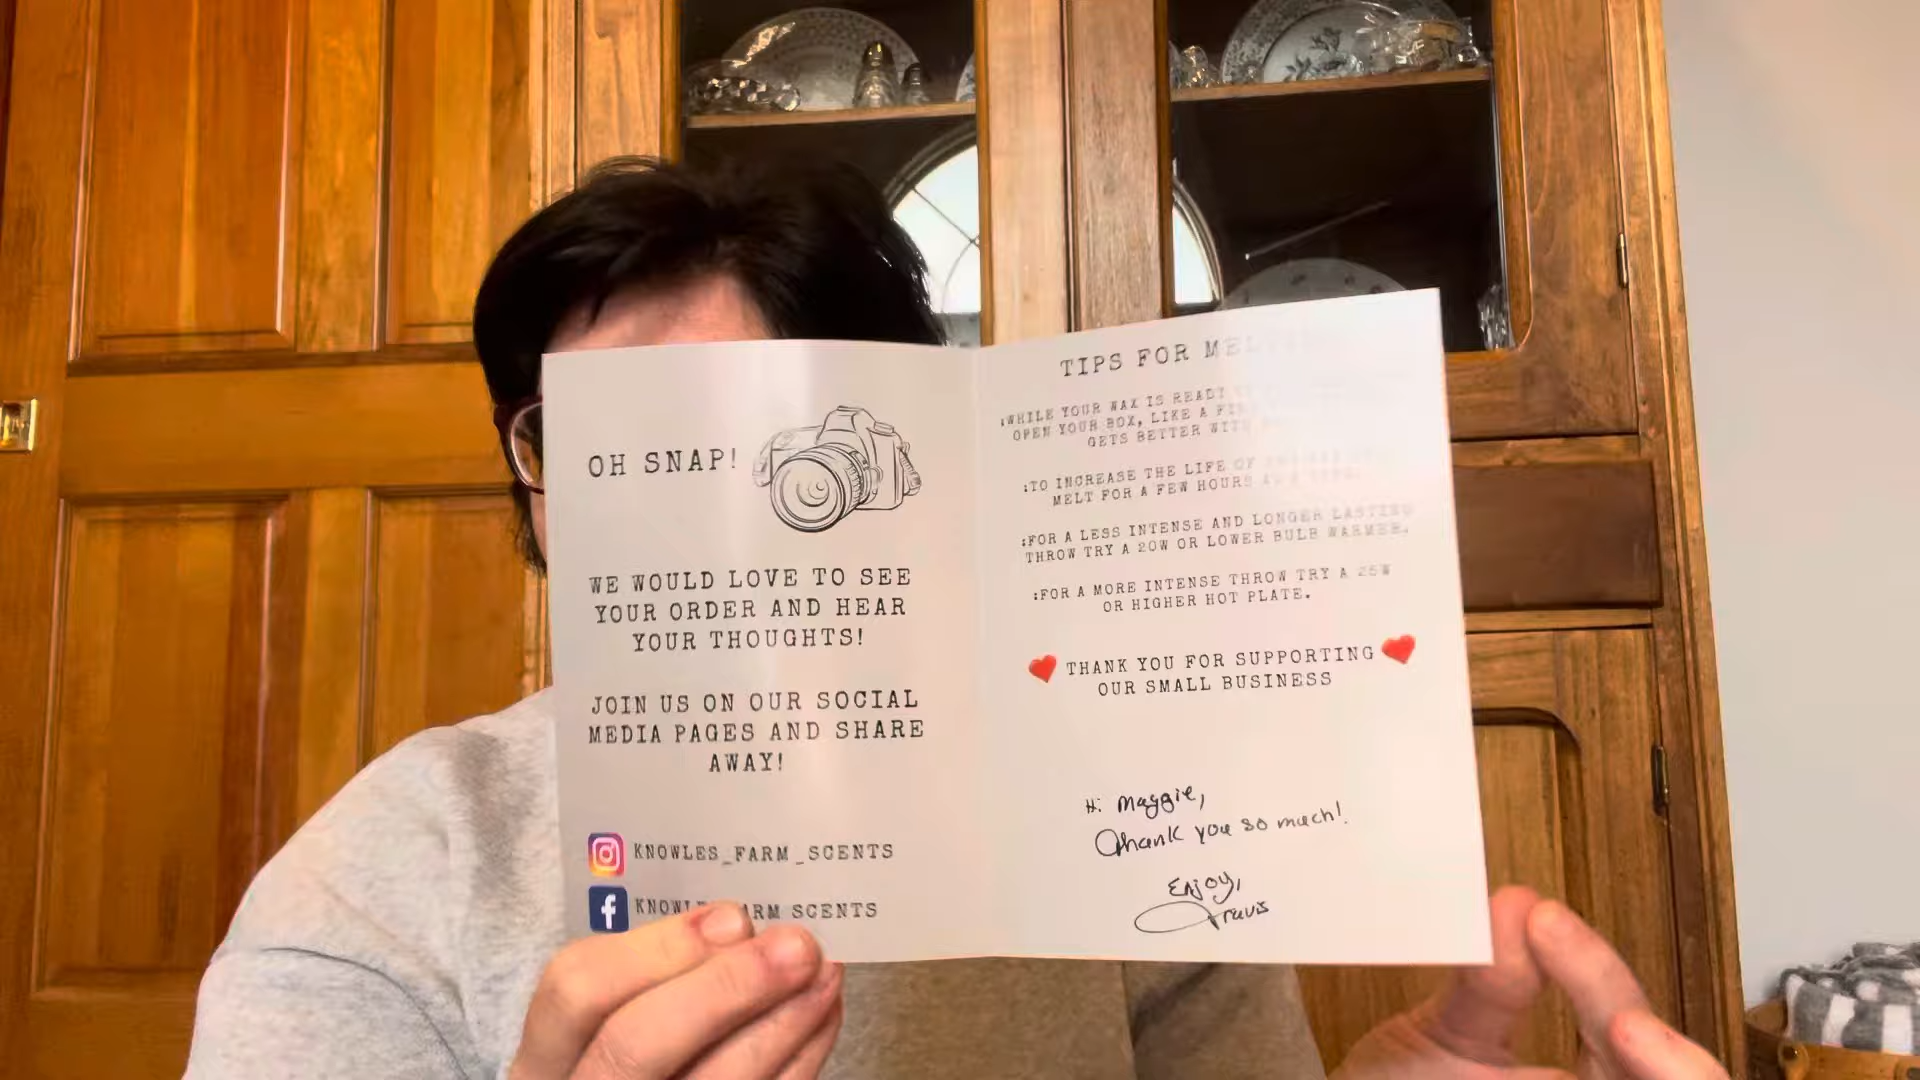 OH SNAP!
WE WOULD LOVE TO SEE
YOUR ORDER AND HEAR
YOUR THOUGHTS!
JOIN US ON OUR SOCIAL
MEDIA PAGES AND SHARE
AWAY!
KNOWLES_FARM_SCENTS
SCENTS
TIPS FOR
:WHILE YOUR WAX IS READY
OPEN YOUR BOX, LIKE A
GETS BETTER WITH
:TO INCREASE THE LIFE OF
MELT FOR A FEW HOURS
:FOR A LESS INTENSE AND LONGER LASTING
THROW TRY A 20W OR LOWER BULB WARMER.
:FOR A MORE INTENSE THROW TRY A 25W
OR HIGHER HOT PLATE.
THANK YOU FOR SUPPORTING
OUR SMALL BUSINESS
Hi Maggie,
Thank you so much!
Enjoy,
Travis